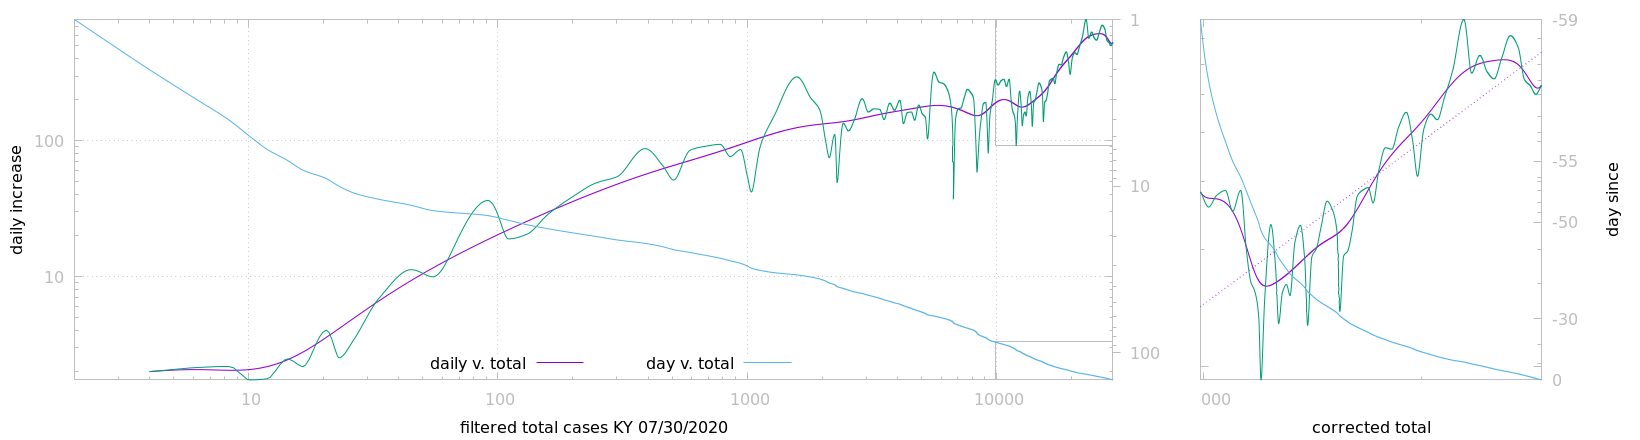 1
-59
100
-55
10
-50
10
-30
100
0
daily increase
day since
daily v. total
day v. total
10
100
1000
10000
000
filtered total cases KY 07/30/2020
corrected total